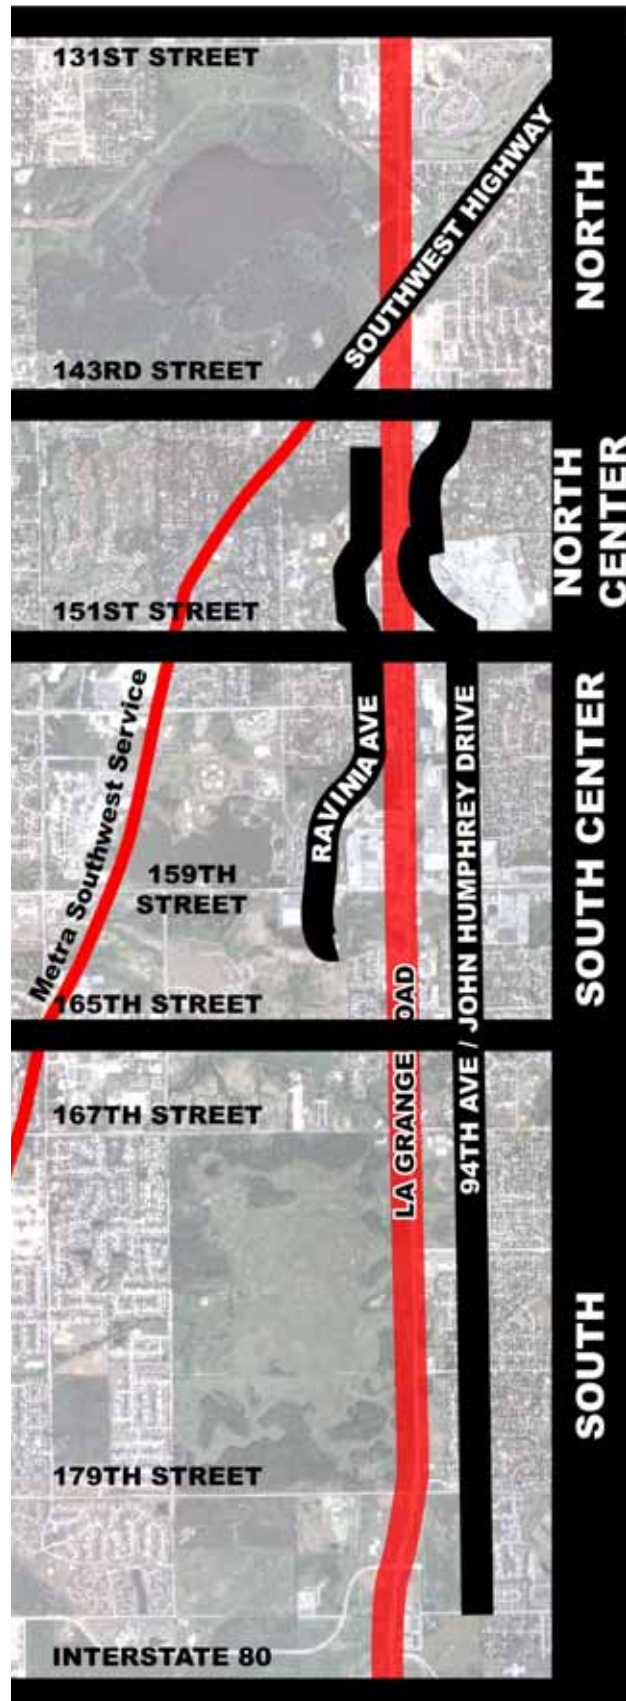 131ST STREET
SOUTHWEST HIGHWAY
NORTH
143RD STREET
NORTH
CENTER
151ST STREET
Metra Southwest Service
RAVINIA AVE
94TH AVE / JOHN HUMPHREY DRIVE
SOUTH CENTER
159TH
STREET
165TH STREET
LA GRANGE OAD
167TH STREET
SOUTH
179TH STREET
INTERSTATE 80